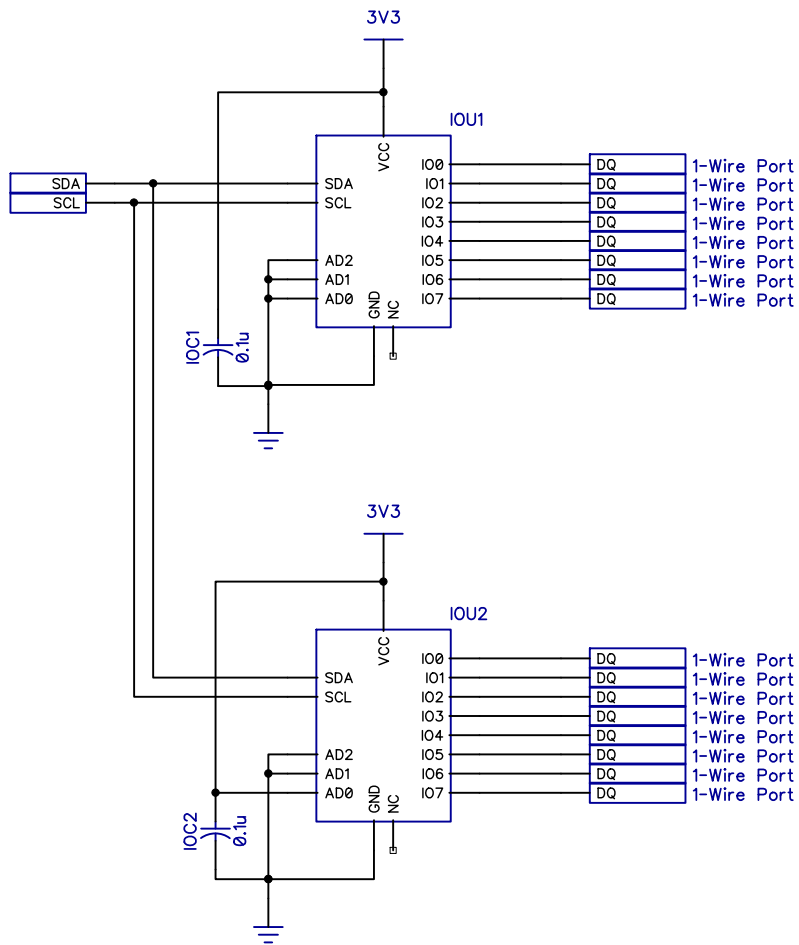 3V3
IOU1
VCC
SDA
SCL
SDA
SCL
AD2
AD1
AD0
GND
NC
IO0
IO1
IO2
IO3
IO4
IO5
IO6
IO7
DQ 1-Wire Port
DQ 1-Wire Port
DQ 1-Wire Port
DQ 1-Wire Port
DQ 1-Wire Port
DQ 1-Wire Port
DQ 1-Wire Port
DQ 1-Wire Port
IOC1
0.1u
3V3
IOU2
VCC
SDA
SCL
AD2
AD1
AD0
GND
NC
IO0
IO1
IO2
IO3
IO4
IO5
IO6
IO7
DQ 1-Wire Port
DQ 1-Wire Port
DQ 1-Wire Port
DQ 1-Wire Port
DQ 1-Wire Port
DQ 1-Wire Port
DQ 1-Wire Port
DQ 1-Wire Port
IOC2
0.1u